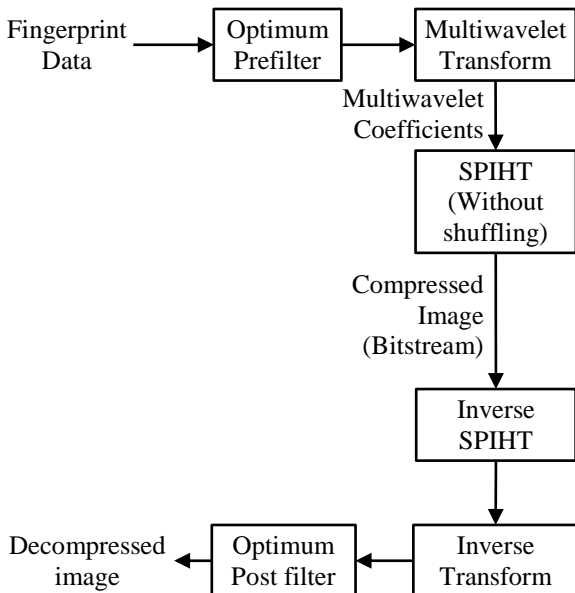 Fingerprint
Data
Optimum
Prefilter
Multiwavelet
Transform
Multiwavelet
Coefficients
SPIHT
(Without
shuffling)
Compressed
Image
(Bitstream)
Inverse
SPIHT
Inverse
Transform
Optimum
Post filter
Decompressed
image